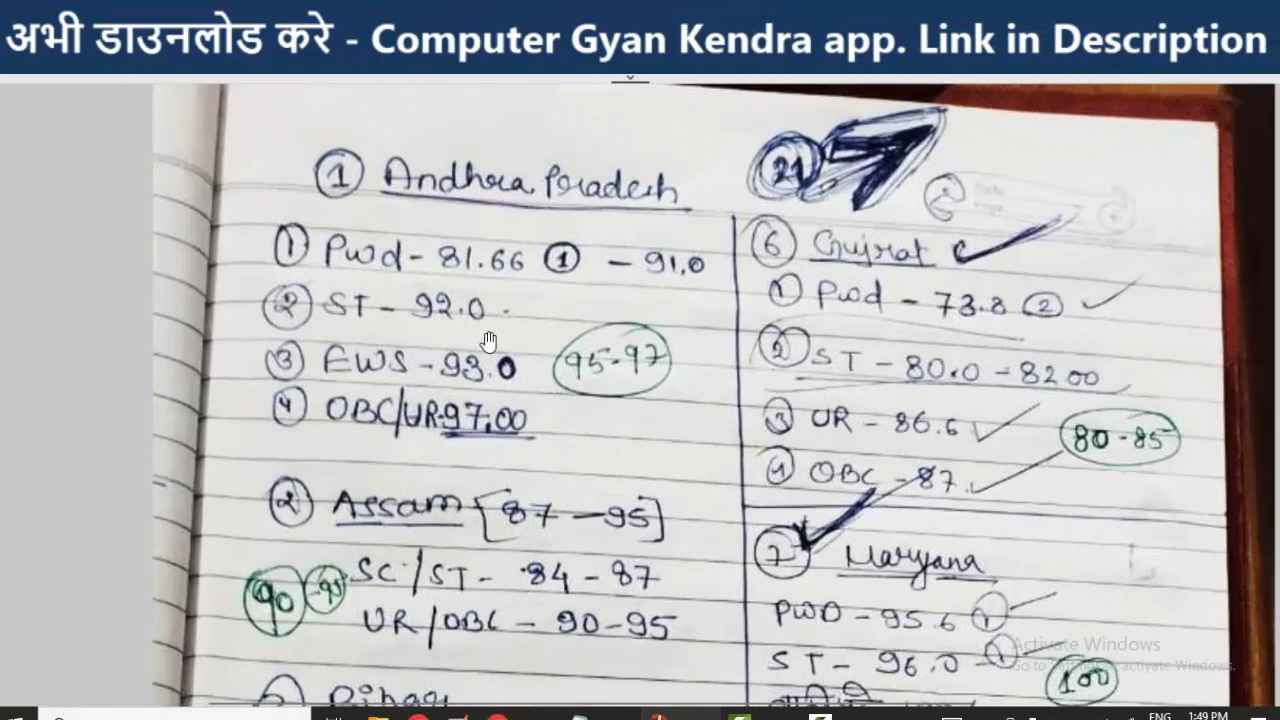 अभी डाउनलोड करे - Computer Gyan Kendra app. Link in Description
① Andhra Pradesh
① Pwd - 81.66 ① - 91.0
② ST - 92.0
③ EWS - 93.0 95-97
④ OBC/UR-97.00
② Assam [87 - 95]
90 SC/ST - 84 - 87
UR/OBC - 90-95
21
⑥ Gujrat
① Pwd - 73.8 ②
② ST - 80.0 - 82.00
③ UR - 86.6
④ OBC - 87
80-85
⑦ Haryana
PWD - 95.6 ①
ST - 96.0 ①
100
Activate Windows
1:49 PM